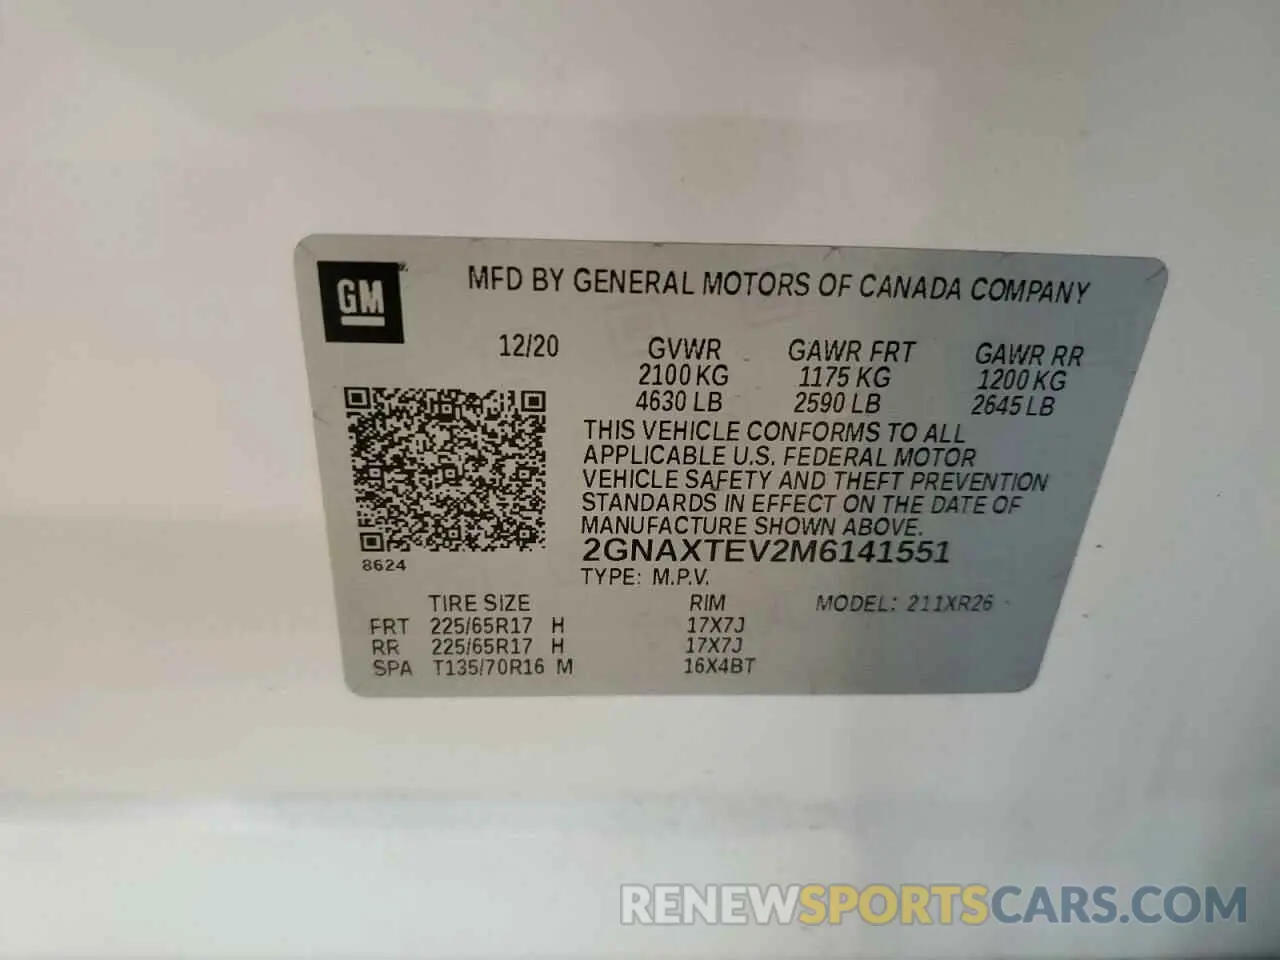 GM
MFD BY GENERAL MOTORS OF CANADA COMPANY
12/20 GVWR GAWR FRT GAWR RR
2100 KG 1175 KG 1200 KG
4630 LB 2590 LB 2645 LB
THIS VEHICLE CONFORMS TO ALL
APPLICABLE U.S. FEDERAL MOTOR
VEHICLE SAFETY AND THEFT PREVENTION
STANDARDS IN EFFECT ON THE DATE OF
MANUFACTURE SHOWN ABOVE.
2GNAXTEV2M6141551
8624
TYPE: M.P.V.
TIRE SIZE RIM MODEL: 211XR26
FRT 225/65R17 H 17X7J
RR 225/65R17 H 17X7J
SPA T135/70R16 M 16X4BT
RENEWSPORTSCARS.COM